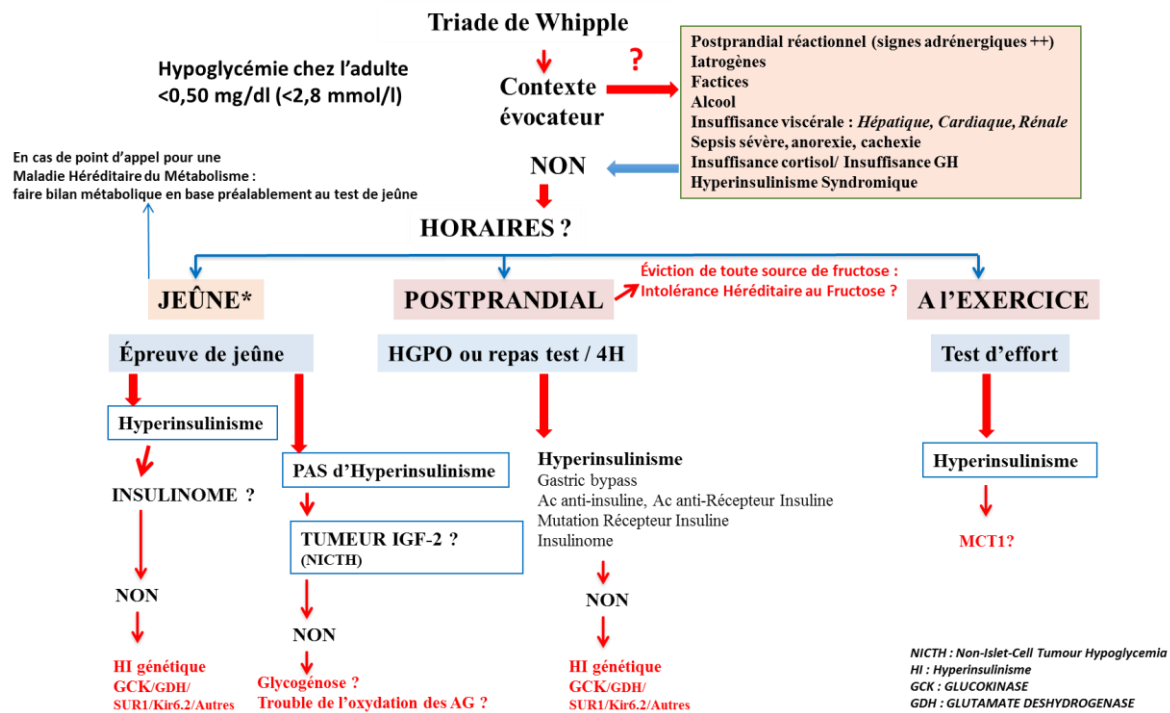 Triade de Whipple
Hypoglycémie chez l'adulte
<0,50 mg/dl (<2,8 mmol/l)
?
Contexte
évocateur
Postprandial réactionnel (signes adrénergiques ++)
Iatrogènes
Factices
Alcool
Insuffisance viscérale : Hépatique, Cardiaque, Rénale
Sepsis sévère, anorexie, cachexie
Insuffisance cortisol/ Insuffisance GH
Hyperinsulinisme Syndromique
En cas de point d'appel pour une
Maladie Héréditaire du Métabolisme :
faire bilan métabolique en base préalablement au test de jeûne
NON
HORAIRES ?
JEÛNE*
POSTPRANDIAL
Éviction de toute source de fructose :
Intolérance Héréditaire au Fructose ?
A l'EXERCICE
Épreuve de jeûne
HGPO ou repas test / 4H
Test d'effort
Hyperinsulinisme
INSULINOME ?
NON
HI génétique
GCK/GDH/
SUR1/Kir6.2/Autres
PAS d'Hyperinsulinisme
TUMEUR IGF-2 ?
(NICTH)
NON
Glycogénose ?
Trouble de l'oxydation des AG ?
Hyperinsulinisme
Gastric bypass
Ac anti-insuline, Ac anti-Récepteur Insuline
Mutation Récepteur Insuline
Insulinome
NON
HI génétique
GCK/GDH/
SUR1/Kir6.2/Autres
Hyperinsulinisme
MCT1?
NICTH : Non-Islet-Cell Tumour Hypoglycemia
HI : Hyperinsulinisme
GCK : GLUCOKINASE
GDH : GLUTAMATE DESHYDROGENASE